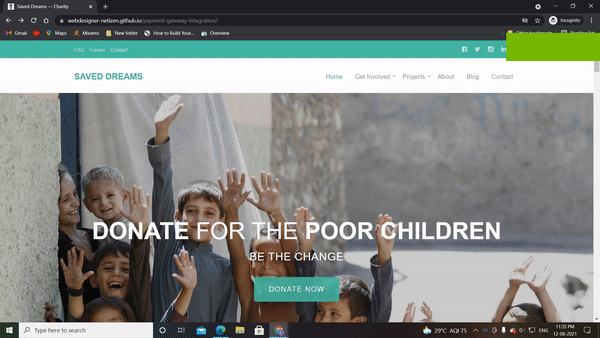 Saved Dreams — Charity
webdesigner-netizen.github.io/payment-gateway-integration/
Incognito
Gmail YouTube Maps Mixamo New folder How to Build Your... Overview
FAQ Forum Contact
SAVED DREAMS Home Get Involved Projects About Blog Contact
DONATE FOR THE POOR CHILDREN
BE THE CHANGE
DONATE NOW
Type here to search
29°C AQI 75
ENG
11:35 PM
12-08-2021